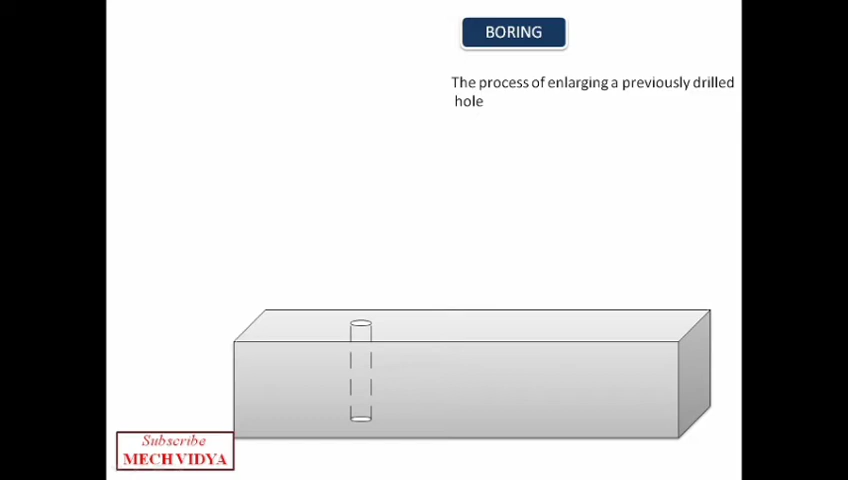 BORING
The process of enlarging a previously drilled
hole
Subscribe
MECH VIDYA